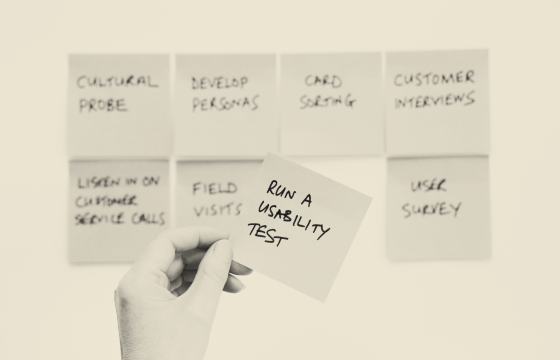 CULTURAL
PROBE
DEVELOP
PERSONAS
CARD
SORTING
CUSTOMER
INTERVIEWS
LISTEN IN ON
CUSTOMER
SERVICE CALLS
FIELD
VISITS
RUN A
USABILITY
TEST
USER
SURVEY